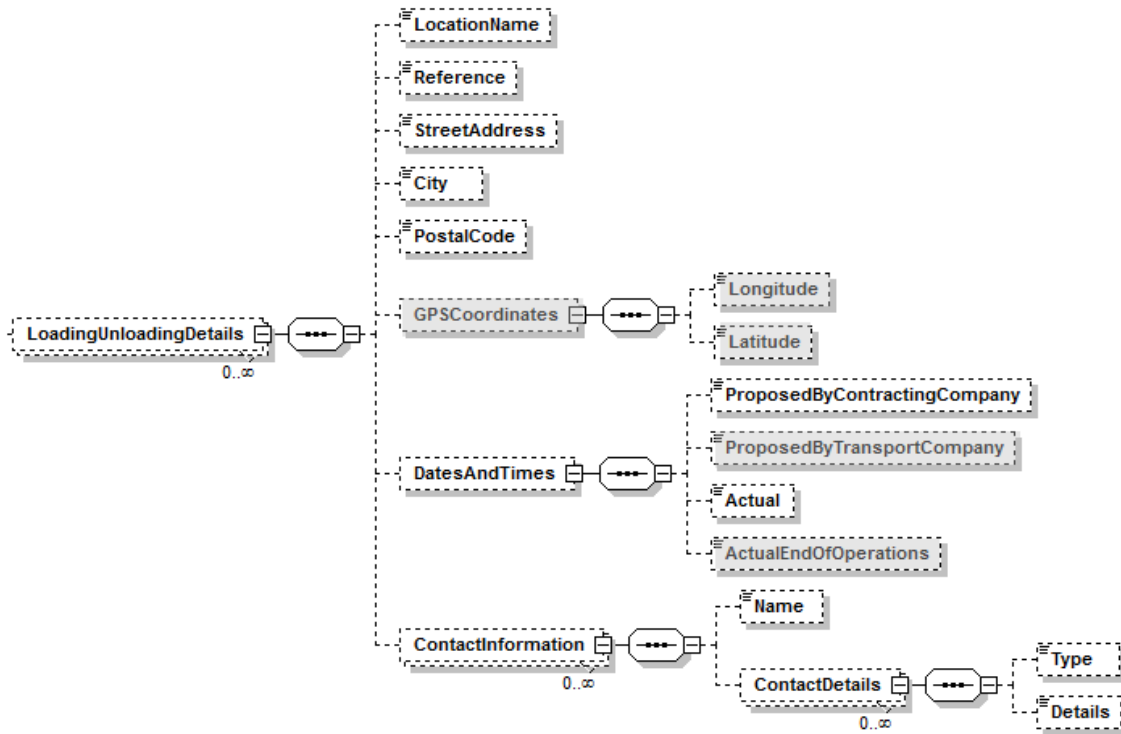 LocationName
Reference
StreetAddress
City
PostalCode
GPSCoordinates
Longitude
Latitude
LoadingUnloadingDetails
0..∞
DatesAndTimes
ProposedByContractingCompany
ProposedByTransportCompany
Actual
ActualEndOfOperations
ContactInformation
0..∞
Name
ContactDetails
0..∞
Type
Details